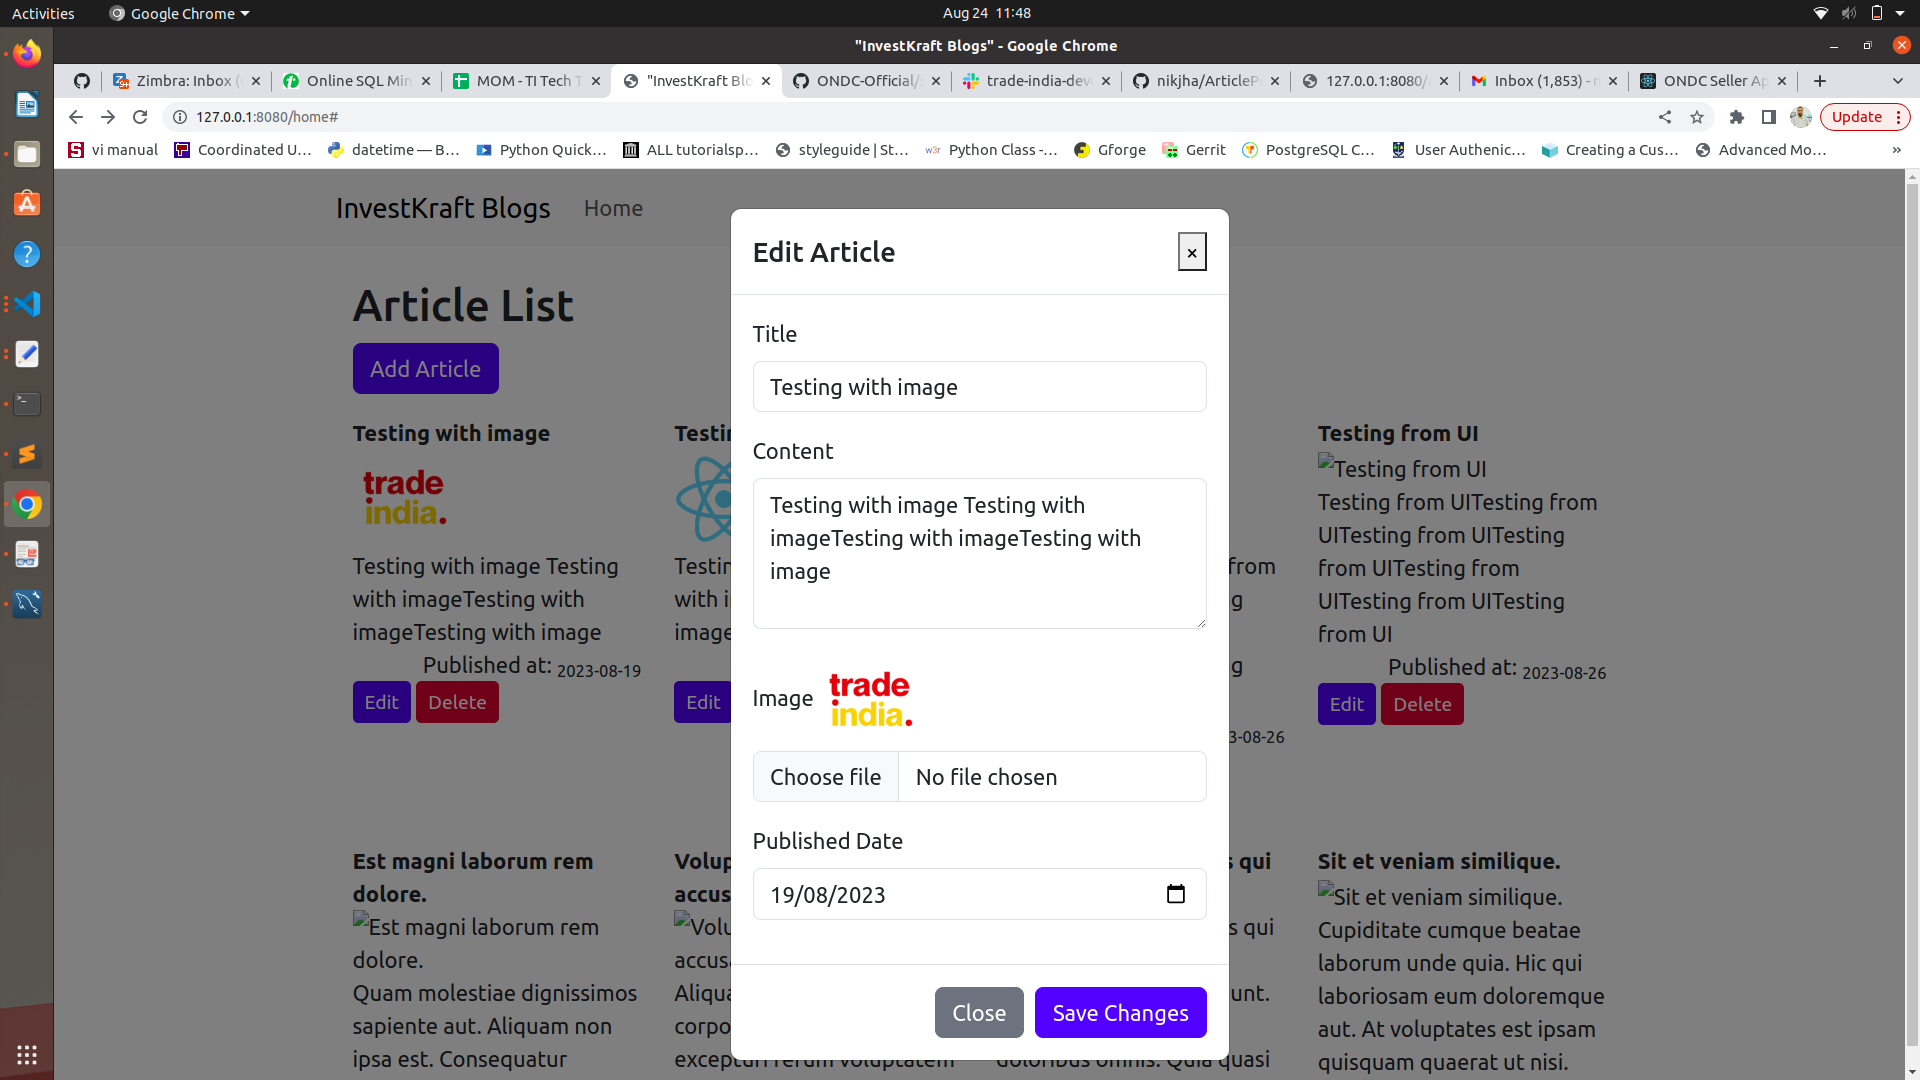 Activities
Google Chrome
Aug 24 11:48
"InvestKraft Blogs" - Google Chrome
Zimbra: Inbox (
Online SQL Min
MOM - TI Tech T
"InvestKraft Blo
ONDC-Official/
trade-india-dev
nikjha/ArticleP
127.0.0.1:8080/
Inbox (1,853) - n
ONDC Seller Ap
127.0.0.1:8080/home#
Update
vi manual
Coordinated U...
datetime — B...
Python Quick...
ALL tutorialsp...
styleguide | St...
Python Class -...
Gforge
Gerrit
PostgreSQL C...
User Authenic...
Creating a Cus...
Advanced Mo...
»
InvestKraft Blogs
Home
Article List
Add Article
Testing with image
trade
india.
Testing with image Testing
with imageTesting with
imageTesting with image
Published at: 2023-08-19
Edit
Delete
Testin
Testin
with i
image
Edit
from
g
g
3-08-26
Testing from UI
Testing from UI
Testing from UITesting from
UITesting from UITesting
from UITesting from
UITesting from UITesting
from UI
Published at: 2023-08-26
Edit
Delete
Est magni laborum rem
dolore.
Est magni laborum rem
dolore.
Quam molestiae dignissimos
sapiente aut. Aliquam non
ipsa est. Consequatur
Volup
accus
Volu
accus
Aliqua
corpo
excepturi rerum voluptatem
s qui
s qui
unt.
doloribus omnis. Quia quasi
Sit et veniam similique.
Sit et veniam similique.
Cupiditate cumque beatae
laborum unde quia. Hic qui
laboriosam eum doloremque
aut. At voluptates est ipsam
quisquam quaerat ut nisi.
Edit Article
×
Title
Testing with image
Content
Testing with image Testing with
imageTesting with imageTesting with
image
Image
trade
india.
Choose file
No file chosen
Published Date
19/08/2023
Close
Save Changes